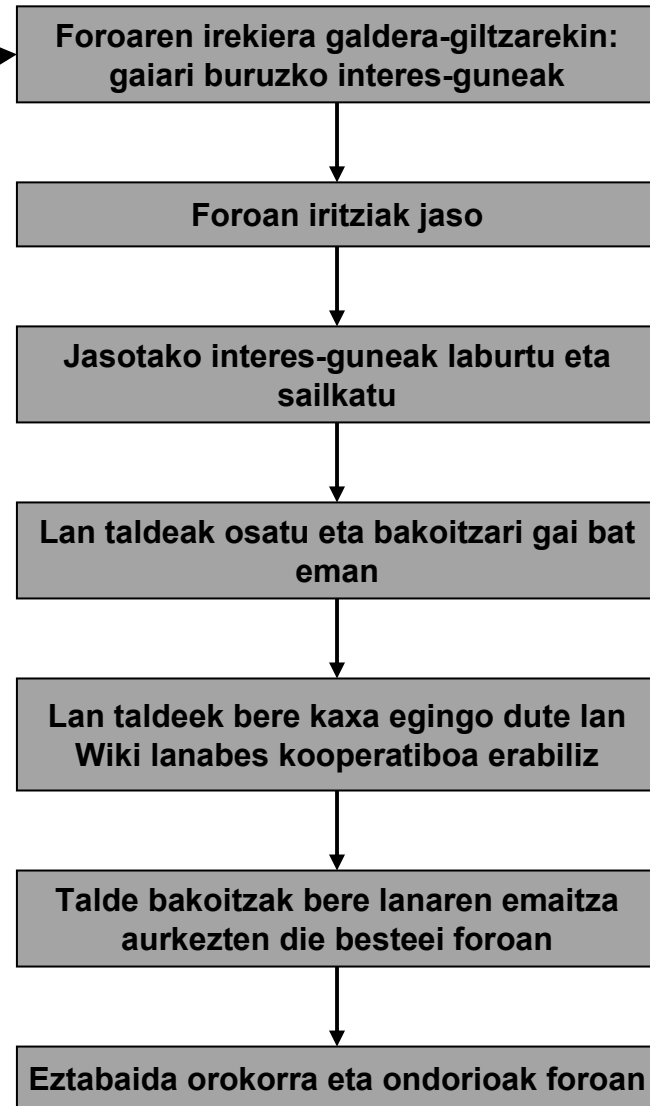 Foroaren irekiera galdera-giltzarekin:
gaiari buruzko interes-guneak
Foroan iritziak jaso
Jasotako interes-guneak laburtu eta
sailkatu
Lan taldeak osatu eta bakoitzari gai bat
eman
Lan taldeek bere kaxa egingo dute lan
Wiki lanabes kooperatiboa erabiliz
Talde bakoitzak bere lanaren emaitza
aurkezten die besteei foroan
Eztabaida orokorra eta ondorioak foroan